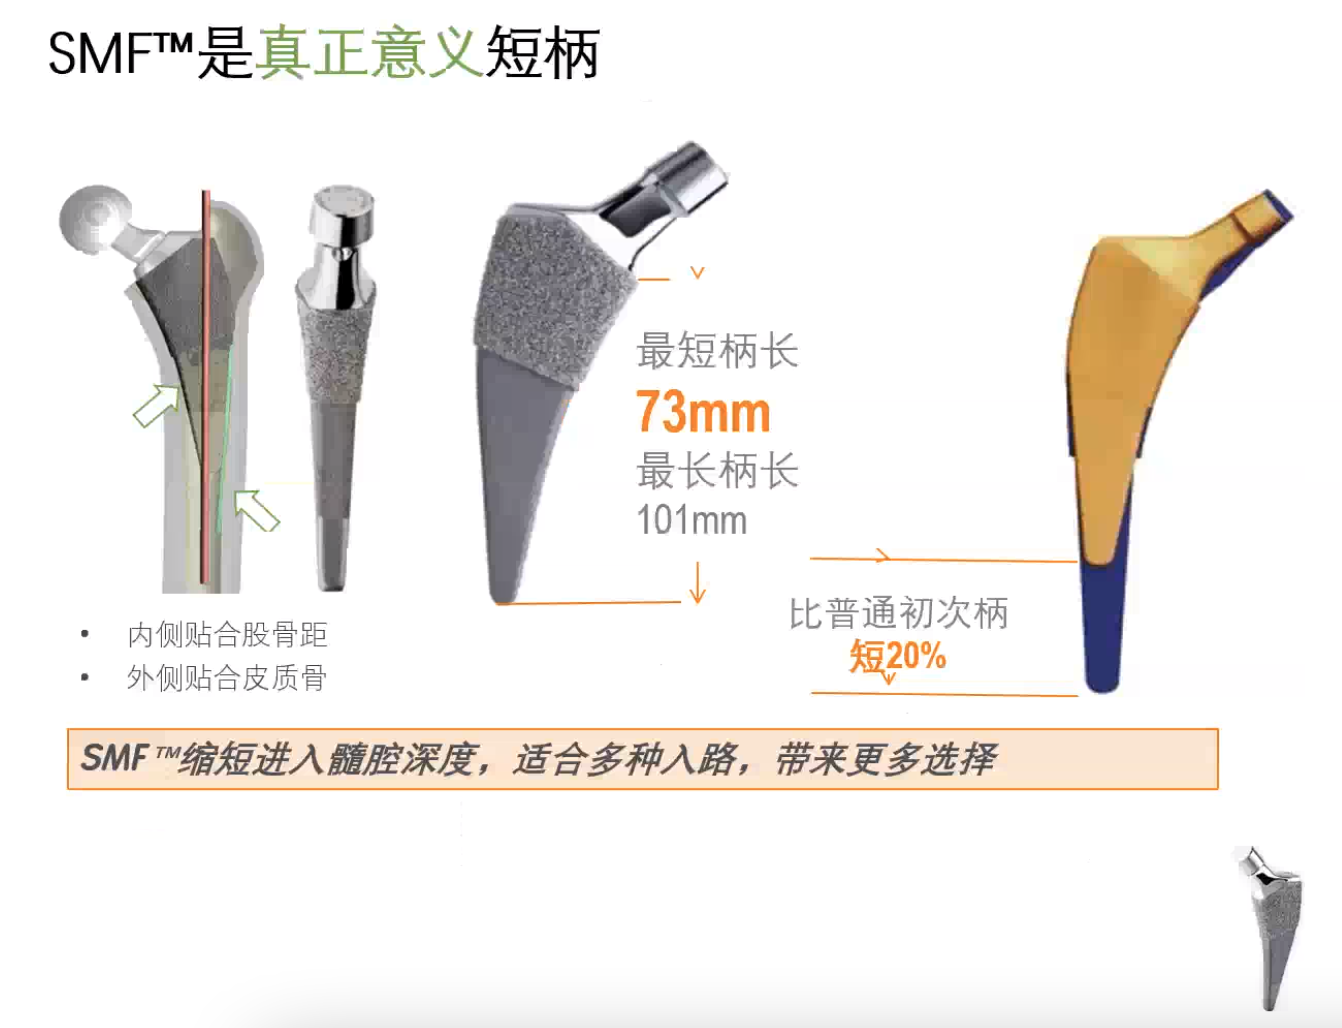 SMF™是真正意义短柄
最短柄长
73mm
最长柄长
101mm
比普通初次柄
短20%
• 内侧贴合股骨距
• 外侧贴合皮质骨
SMF™缩短进入髓腔深度，适合多种入路，带来更多选择